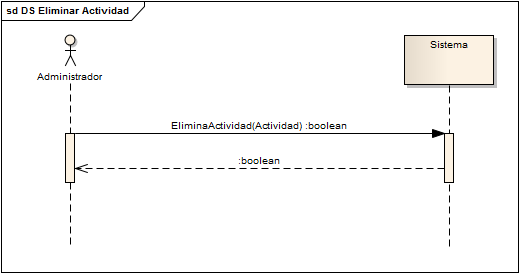 sd DS Eliminar Actividad
Administrador
Sistema
EliminaActividad(Actividad) :boolean
:boolean